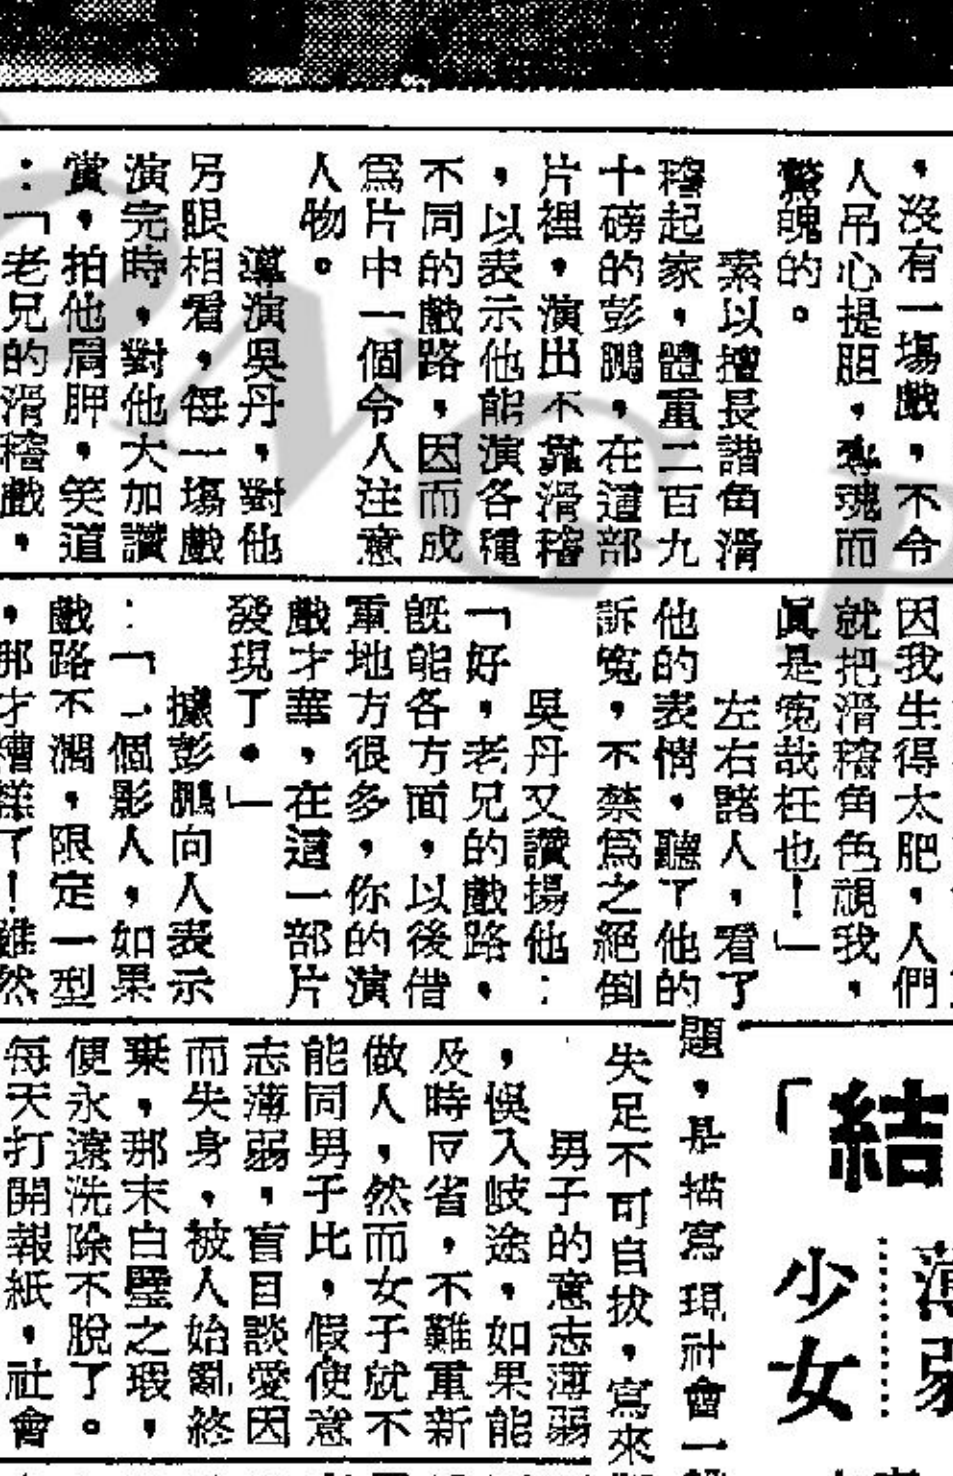 ，沒有一塲戲，不令
人吊心提胆，奪魂而
驚魄的。
素以擅長諧角滑
稽起家，體重二百九
十磅的彭鵬，在這部
片裡，演出不靠滑稽
，以表示他能演各種
不同的戲路，因而成
爲片中一個令人注意
人物。
導演吳丹，對他
另眼相看，每一塲戲
演完時，對他大加讚
賞，拍他肩胛，笑道
：「老兄的滑稽戲，
因我生得太肥，人們
就把滑稽角色視我，
眞是寃哉枉也！」
左右諸人，看了
他的表情，聽了他的
訴寃，不禁爲之絕倒
吳丹又讚揚他：
「好，老兄的戲路，
旣能各方面，以後借
重地方很多，你的演
戲才華，在這一部片
發現了。」
據彭鵬向人表示
：「一個影人，如果
戲路不濶，限定一型
，那才糟糕了！雖然
「結
薄弱
少女
題，是描寫現社會一
失足不可自拔，寫來
男子的意志薄弱
，悞入歧途，如果能
及時反省，不難重新
做人，然而女子就不
能同男子比，假使意
志薄弱，盲目談愛因
而失身，被人始亂終
棄，那末白璧之瑕，
便永遠洗除不脫了。
每天打開報紙，社會